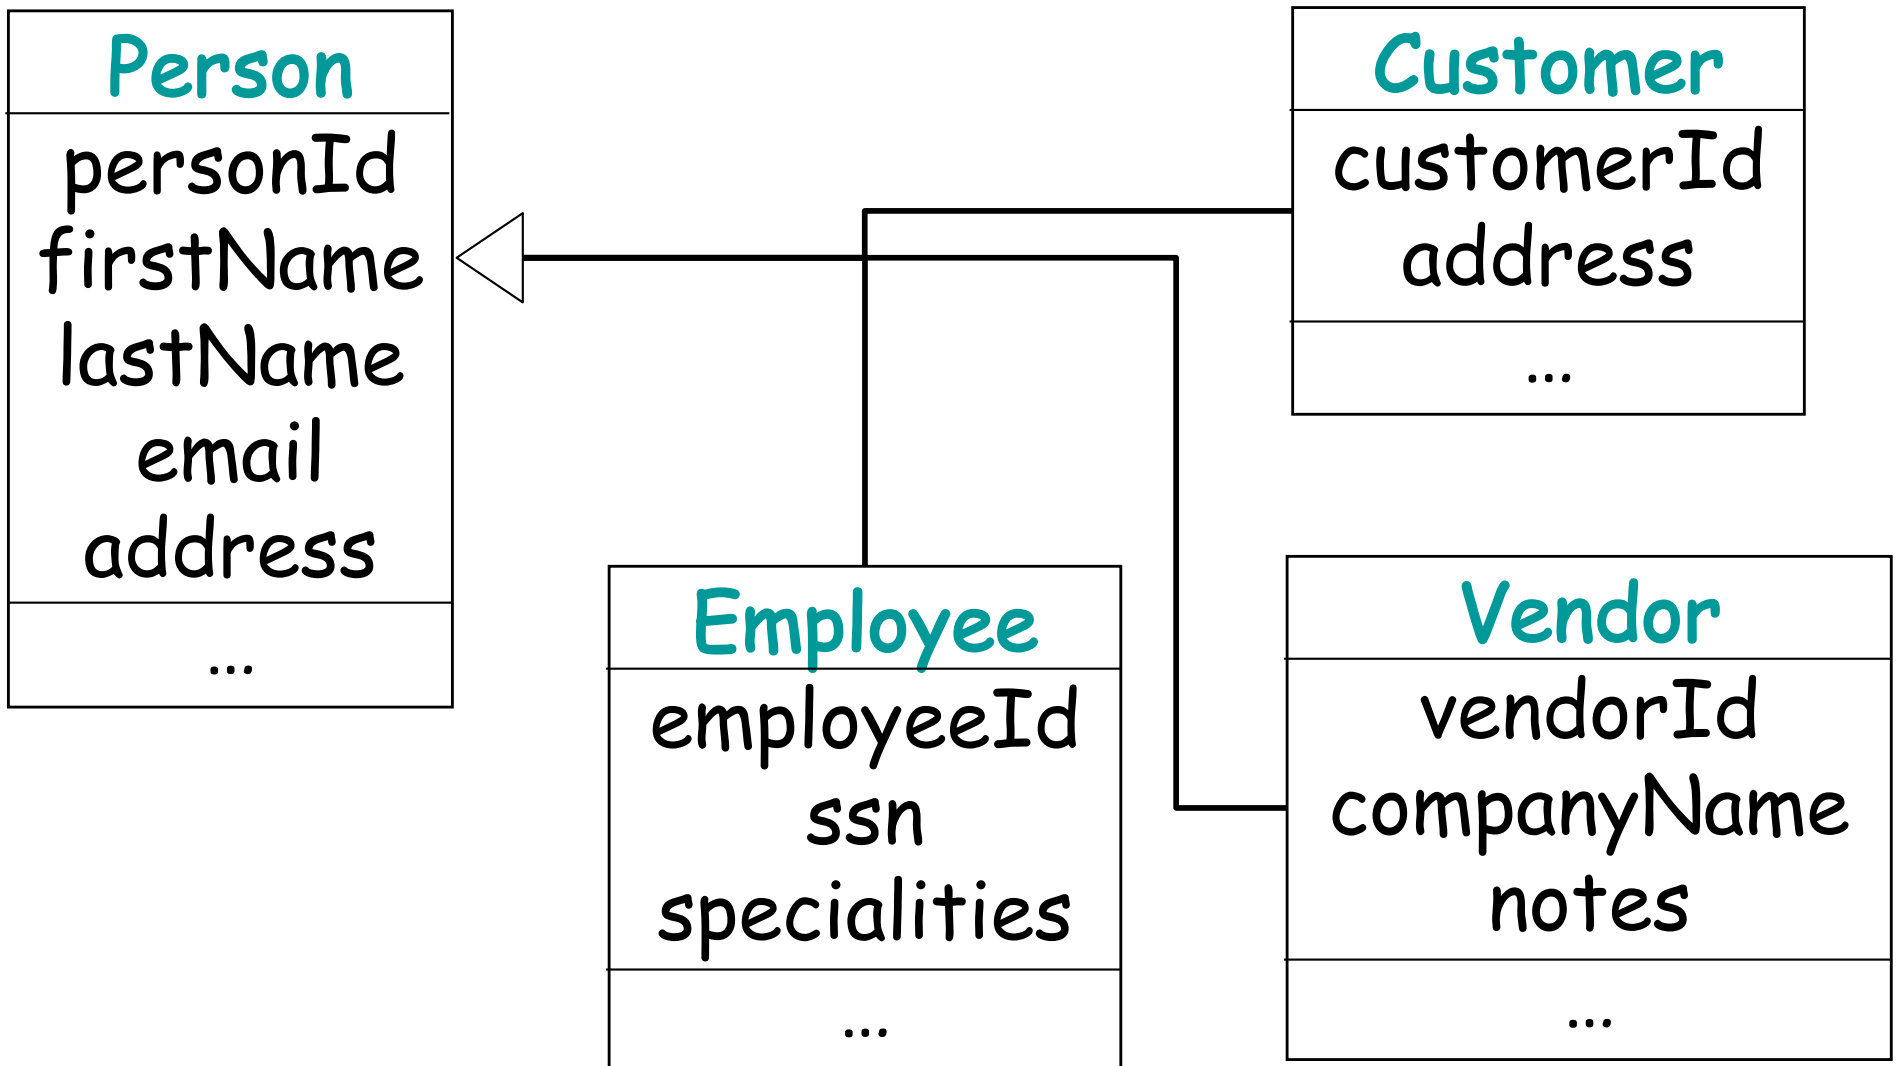 Person
personId
firstName
lastName
email
address
...
Customer
customerId
address
...
Employee
employeeId
ssn
specialities
...
Vendor
vendorId
companyName
notes
...